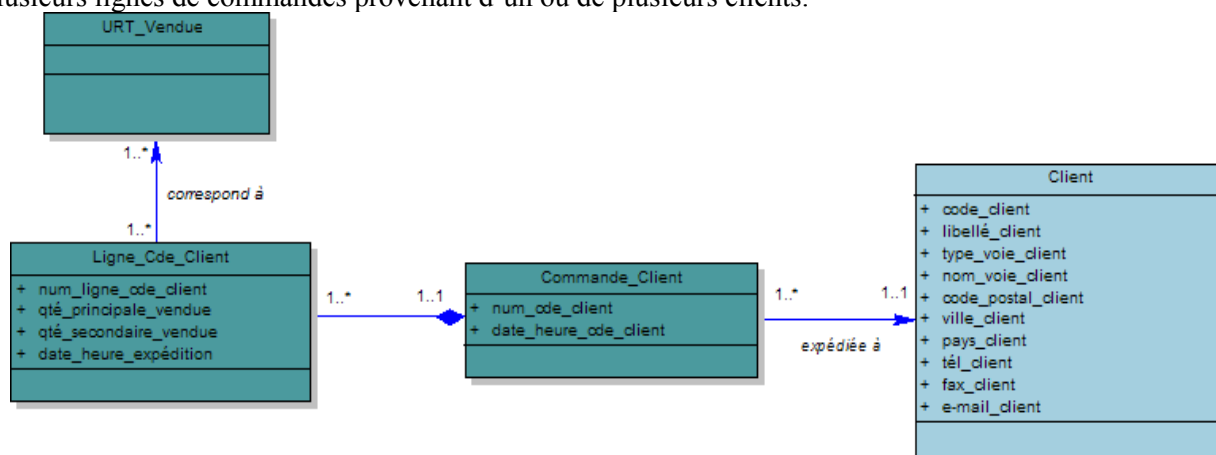 plusieurs lignes de commandes provenant d'un ou de plusieurs clients.
URT_Vendue
1..*
correspond à
1..*
Ligne_Cde_Client
+ num_ligne_cde_client
+ qté_principale_vendue
+ qté_secondaire_vendue
+ date_heure_expédition
1..* 1..1
Commande_Client
+ num_cde_client
+ date_heure_cde_client
1..* 1..1
expédiée à
Client
+ code_client
+ libellé_client
+ type_voie_client
+ nom_voie_client
+ code_postal_client
+ ville_client
+ pays_client
+ tél_client
+ fax_client
+ e-mail_client